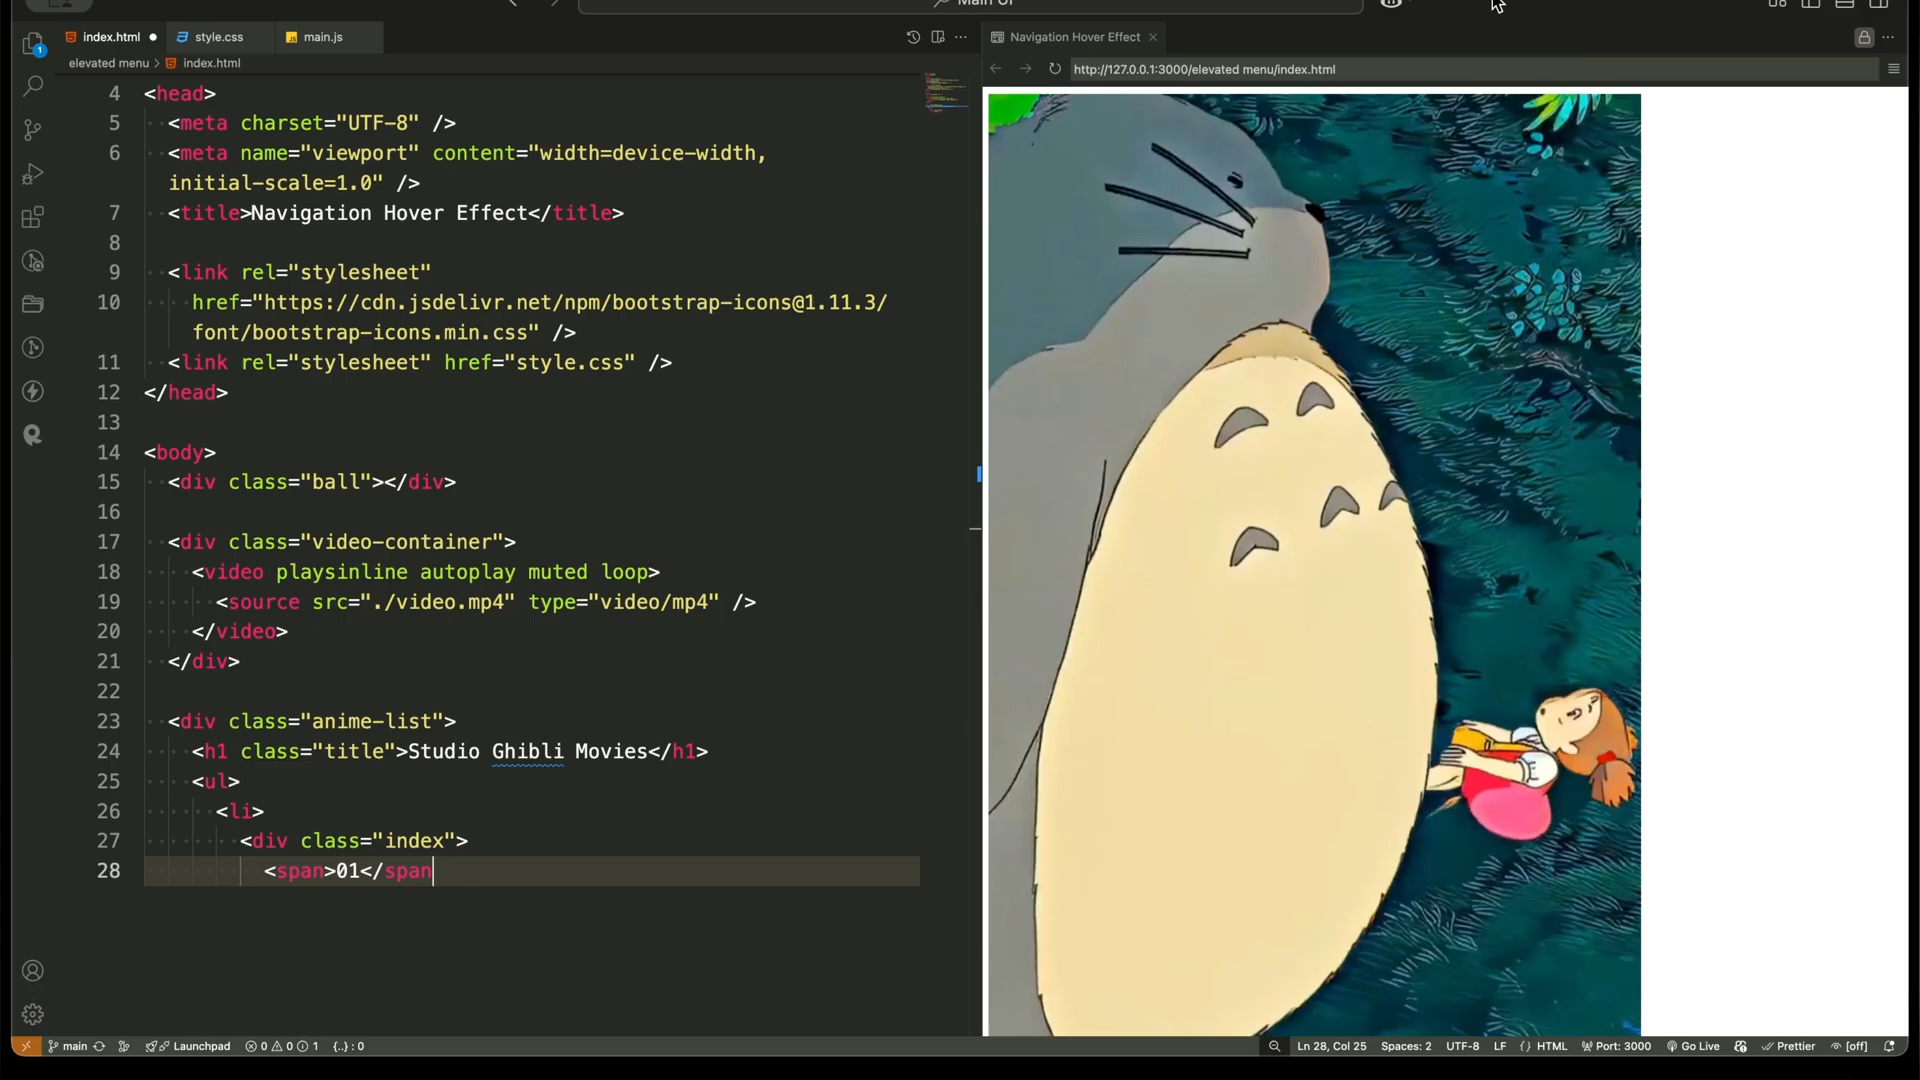 Main UI
index.html
style.css
main.js
elevated menu > index.html
4 <head>
5 <meta charset="UTF-8" />
6 <meta name="viewport" content="width=device-width,
initial-scale=1.0" />
7 <title>Navigation Hover Effect</title>
8
9 <link rel="stylesheet"
10 href="https://cdn.jsdelivr.net/npm/bootstrap-icons@1.11.3/
font/bootstrap-icons.min.css" />
11 <link rel="stylesheet" href="style.css" />
12 </head>
13
14 <body>
15 <div class="ball"></div>
16
17 <div class="video-container">
18 <video playsinline autoplay muted loop>
19 <source src="./video.mp4" type="video/mp4" />
20 </video>
21 </div>
22
23 <div class="anime-list">
24 <h1 class="title">Studio Ghibli Movies</h1>
25 <ul>
26 <li>
27 <div class="index">
28 <span>01</span
Navigation Hover Effect
http://127.0.0.1:3000/elevated menu/index.html
1
main
Launchpad
0 0 1
{..} : 0
Ln 28, Col 25
Spaces: 2
UTF-8
LF
{} HTML
Port: 3000
Go Live
Prettier
[off]